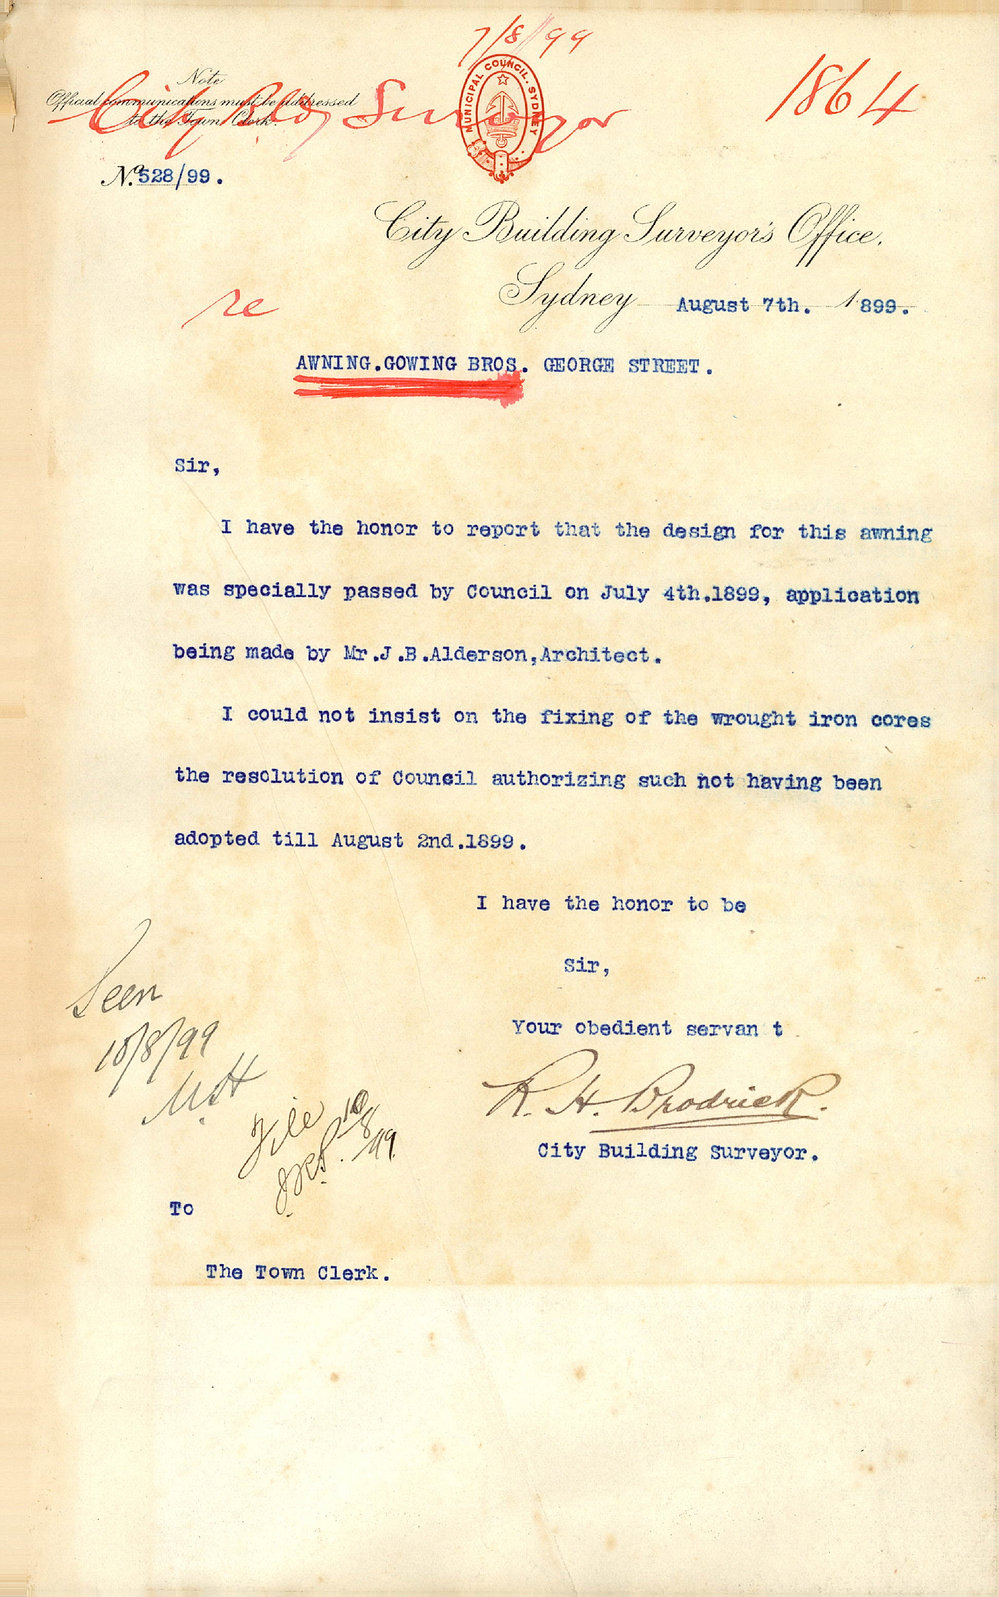 7/8/99
1864
Note
Official communications must be addressed
to the Town Clerk.
City Bldg Surveyor
MUNICIPAL COUNCIL. SYDNEY
No. 528/99.
City Building Surveyor's Office.
Sydney August 7th. 1899.
re
AWNING.GOWING BROS. GEORGE STREET.
Sir,
I have the honor to report that the design for this awning
was specially passed by Council on July 4th.1899, application
being made by Mr.J.B.Alderson,Architect.
I could not insist on the fixing of the wrought iron cores
the resolution of Council authorizing such not having been
adopted till August 2nd.1899.
I have the honor to be
Sir,
Your obedient servan t
R. H. Brodrick.
City Building Surveyor.
Seen
10/8/99
File
10/8/99
To
The Town Clerk.